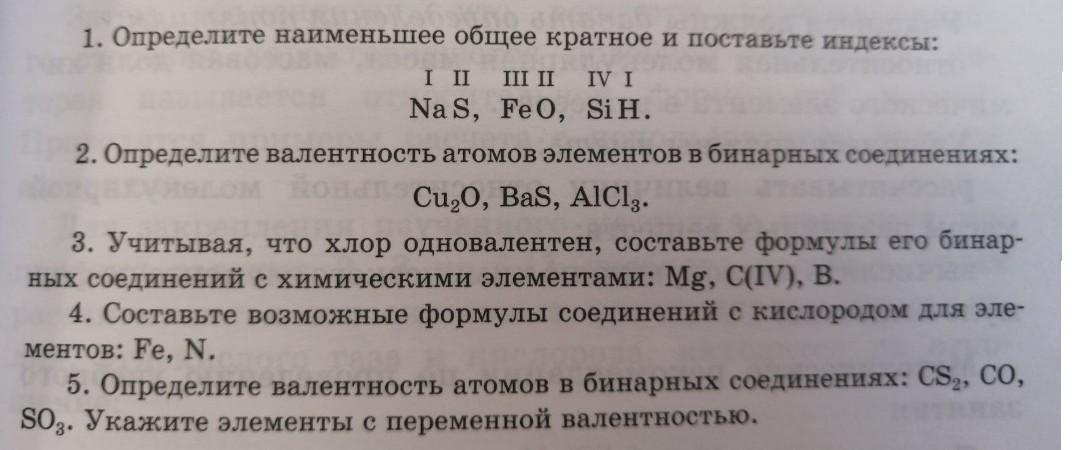 1. Определите наименьшее общее кратное и поставьте индексы:
I II III II IV I
Na S, Fe O, Si H.
2. Определите валентность атомов элементов в бинарных соединениях:
Cu₂O, BaS, AlCl₃.
3. Учитывая, что хлор одновалентен, составьте формулы его бинар-
ных соединений с химическими элементами: Mg, C(IV), B.
4. Составьте возможные формулы соединений с кислородом для эле-
ментов: Fe, N.
5. Определите валентность атомов в бинарных соединениях: CS₂, CO,
SO₃. Укажите элементы с переменной валентностью.